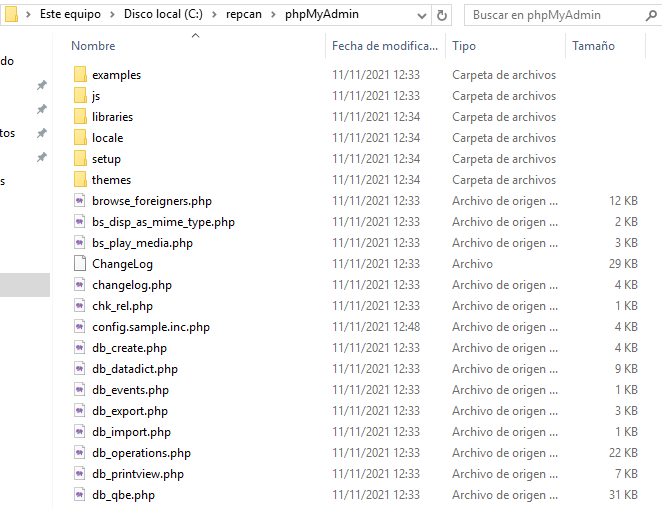 Este equipo > Disco local (C:) > repcan > phpMyAdmin
Buscar en phpMyAdmin
Nombre Fecha de modifica... Tipo Tamaño
do
tos
s
examples 11/11/2021 12:33 Carpeta de archivos
js 11/11/2021 12:33 Carpeta de archivos
libraries 11/11/2021 12:34 Carpeta de archivos
locale 11/11/2021 12:34 Carpeta de archivos
setup 11/11/2021 12:34 Carpeta de archivos
themes 11/11/2021 12:34 Carpeta de archivos
browse_foreigners.php 11/11/2021 12:33 Archivo de origen ... 12 KB
bs_disp_as_mime_type.php 11/11/2021 12:33 Archivo de origen ... 2 KB
bs_play_media.php 11/11/2021 12:33 Archivo de origen ... 3 KB
ChangeLog 11/11/2021 12:33 Archivo 29 KB
changelog.php 11/11/2021 12:33 Archivo de origen ... 4 KB
chk_rel.php 11/11/2021 12:33 Archivo de origen ... 1 KB
config.sample.inc.php 11/11/2021 12:48 Archivo de origen ... 4 KB
db_create.php 11/11/2021 12:33 Archivo de origen ... 4 KB
db_datadict.php 11/11/2021 12:33 Archivo de origen ... 9 KB
db_events.php 11/11/2021 12:33 Archivo de origen ... 1 KB
db_export.php 11/11/2021 12:33 Archivo de origen ... 3 KB
db_import.php 11/11/2021 12:33 Archivo de origen ... 1 KB
db_operations.php 11/11/2021 12:33 Archivo de origen ... 22 KB
db_printview.php 11/11/2021 12:33 Archivo de origen ... 7 KB
db_qbe.php 11/11/2021 12:33 Archivo de origen ... 31 KB